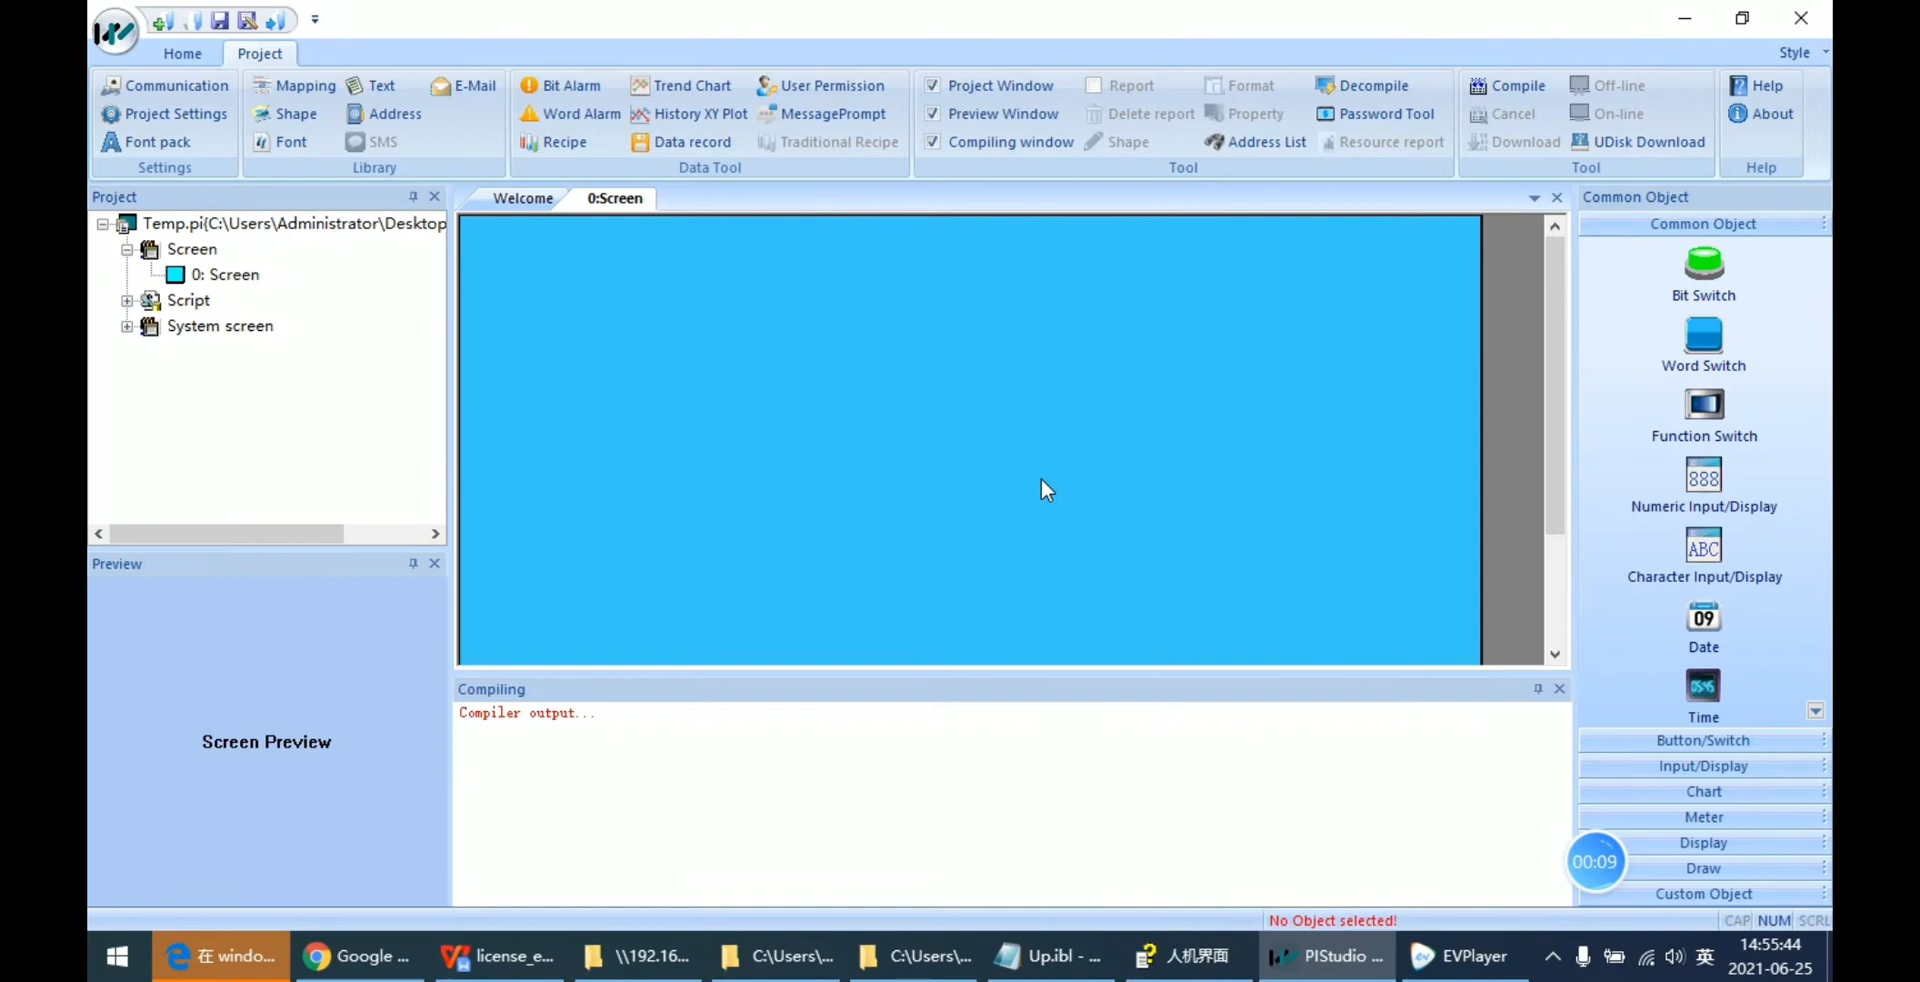 Home Project Style
Communication Mapping Text E-Mail Bit Alarm Trend Chart User Permission Project Window Report Format Decompile Compile Off-line Help
Project Settings Shape Address Word Alarm History XY Plot MessagePrompt Preview Window Delete report Property Password Tool Cancel On-line About
Font pack Font SMS Recipe Data record Traditional Recipe Compiling window Shape Address List Resource report Download UDisk Download
Settings Library Data Tool Tool Tool Help
Project
Temp.pi{C:\Users\Administrator\Desktop
Screen
0: Screen
Script
System screen
Preview
Screen Preview
Welcome 0:Screen
Compiling
Compiler output...
Common Object
Common Object
Bit Switch
Word Switch
Function Switch
888
Numeric Input/Display
ABC
Character Input/Display
09
Date
05:45
Time
Button/Switch
Input/Display
Chart
Meter
Display
00:09
Draw
Custom Object
No Object selected! CAP NUM SCRL
在 windo... Google ... license_e... \\192.16... C:\Users\... C:\Users\... Up.ibl - ... 人机界面 PIStudio ... EVPlayer 英 14:55:44
2021-06-25